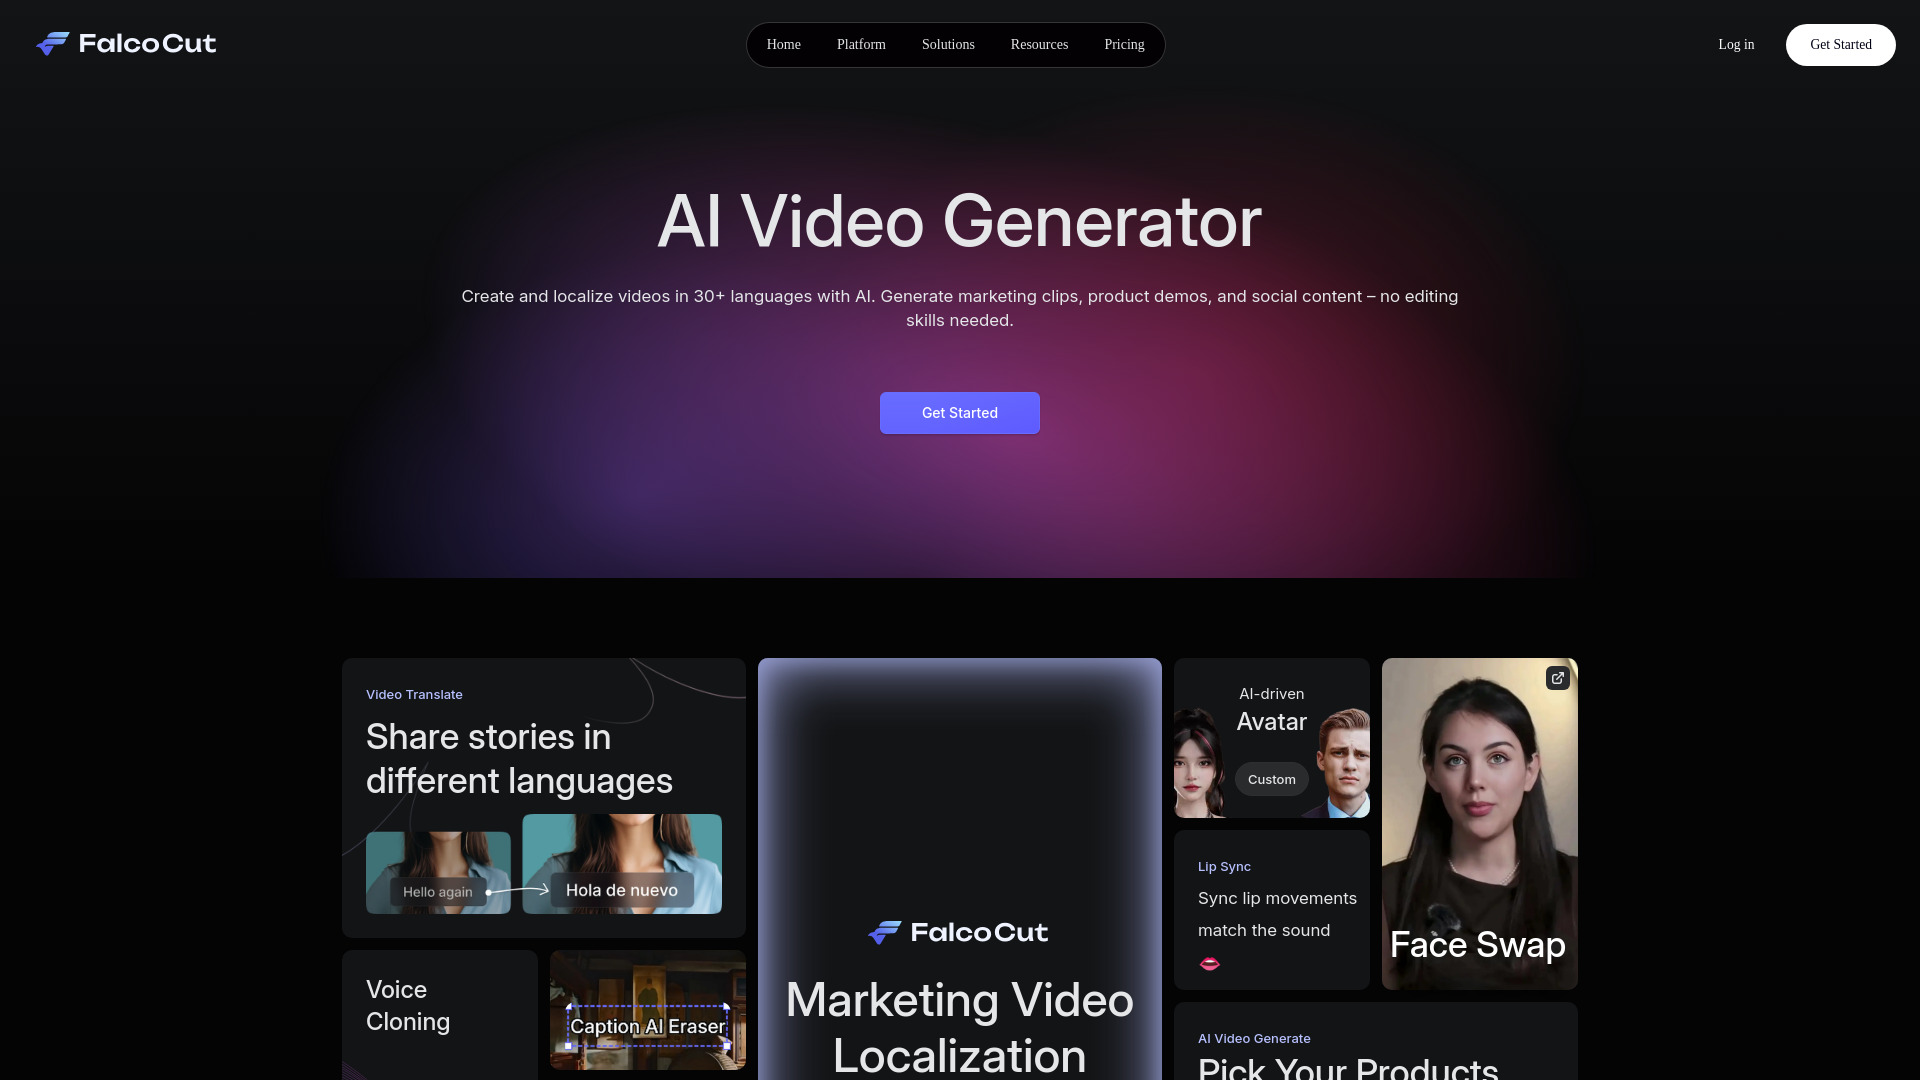 FalcoCut
Home
Platform
Solutions
Resources
Pricing
Log in
Get Started
AI Video Generator
Create and localize videos in 30+ languages with AI. Generate marketing clips, product demos, and social content – no editing
skills needed.
Get Started
Video Translate
Share stories in
different languages
Hello again
Hola de nuevo
Voice
Cloning
Caption AI Eraser
FalcoCut
Marketing Video
Localization
AI-driven
Avatar
Custom
Lip Sync
Sync lip movements
match the sound
Face Swap
AI Video Generate
Pick Your Products